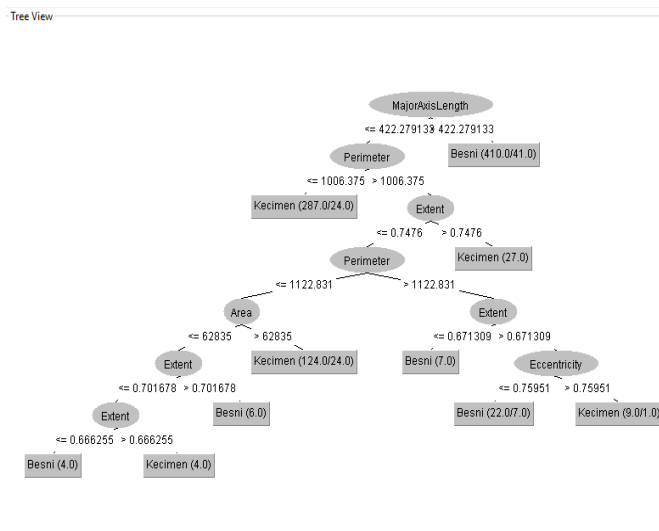 Tree View
MajorAxisLength
<= 422.279133 > 422.279133
Perimeter
Besni (410.0/41.0)
<= 1006.375 > 1006.375
Kecimen (287.0/24.0)
Extent
<= 0.7476 > 0.7476
Perimeter
Kecimen (27.0)
<= 1122.831 > 1122.831
Area
Extent
<= 62835 > 62835
<= 0.671309 > 0.671309
Extent
Kecimen (124.0/24.0)
Besni (7.0)
Eccentricity
<= 0.701678 > 0.701678
<= 0.75951 > 0.75951
Extent
Besni (6.0)
Besni (22.0/7.0)
Kecimen (9.0/1.0)
<= 0.666255 > 0.666255
Besni (4.0)
Kecimen (4.0)